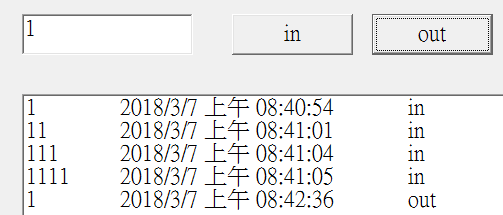 1 in out
1 2018/3/7 上午 08:40:54 in
11 2018/3/7 上午 08:41:01 in
111 2018/3/7 上午 08:41:04 in
1111 2018/3/7 上午 08:41:05 in
1 2018/3/7 上午 08:42:36 out